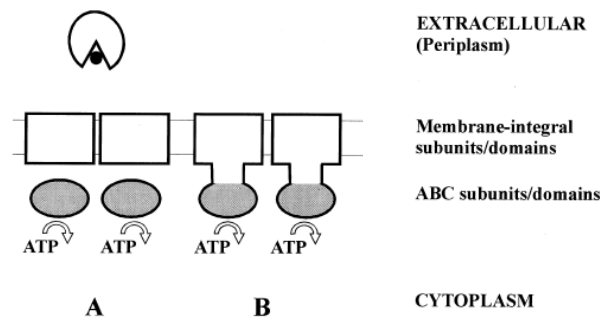 EXTRACELLULAR
(Periplasm)
Membrane-integral
subunits/domains
ABC subunits/domains
ATP ATP ATP ATP
A B CYTOPLASM